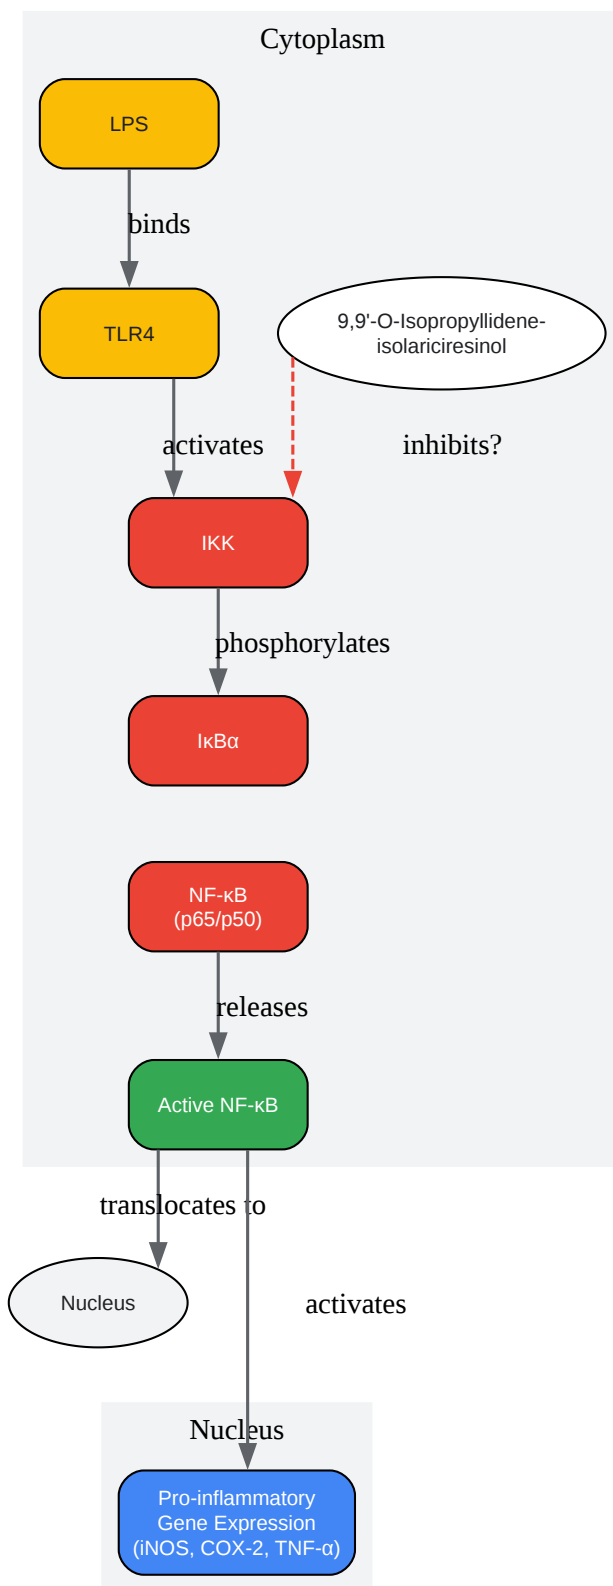 Cytoplasm
LPS
binds
TLR4
9,9'-O-Isopropyllidene-
isolariciresinol
activates
inhibits?
IKK
phosphorylates
IκBα
NF-κB
(p65/p50)
releases
Active NF-κB
translocates to
Nucleus
activates
Nucleus
Pro-inflammatory
Gene Expression
(iNOS, COX-2, TNF-α)